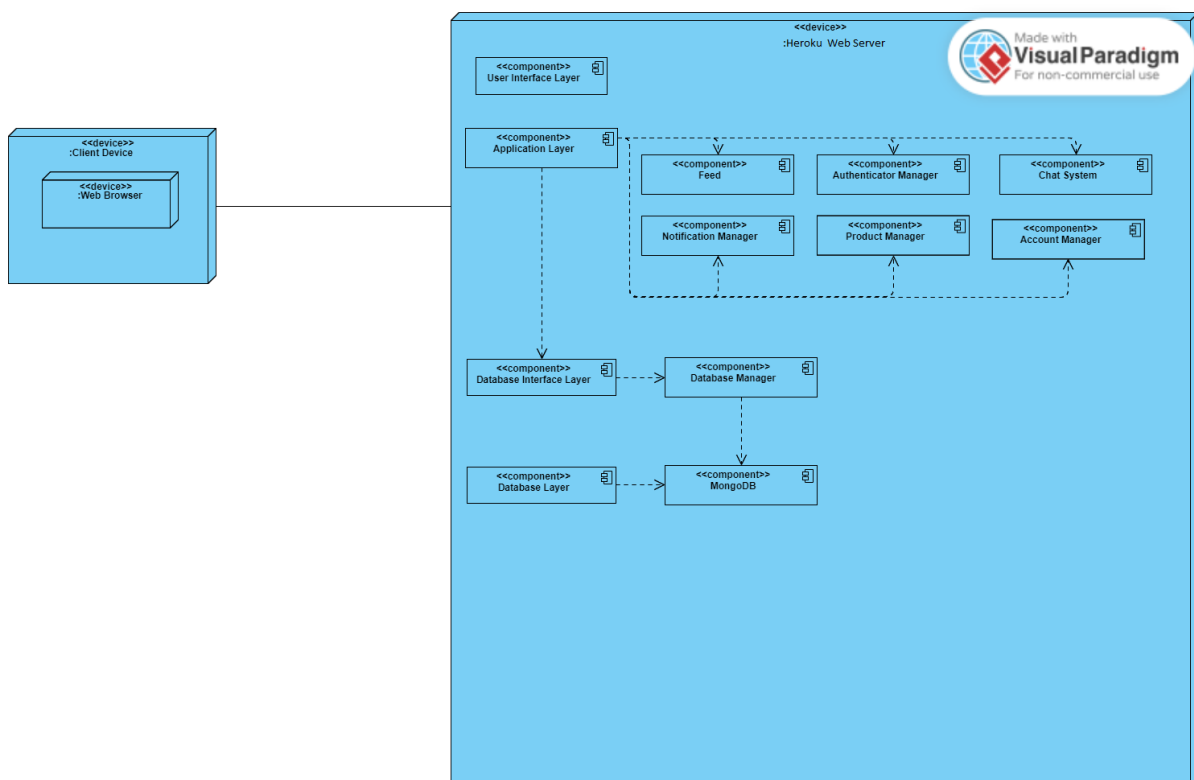 <<device>>
:Heroku Web Server
Made with
Visual Paradigm
For non-commercial use
<<component>>
User Interface Layer
<<device>>
:Client Device
<<device>>
:Web Browser
<<component>>
Application Layer
<<component>>
Feed
<<component>>
Authenticator Manager
<<component>>
Chat System
<<component>>
Notification Manager
<<component>>
Product Manager
<<component>>
Account Manager
<<component>>
Database Interface Layer
<<component>>
Database Manager
<<component>>
Database Layer
<<component>>
MongoDB